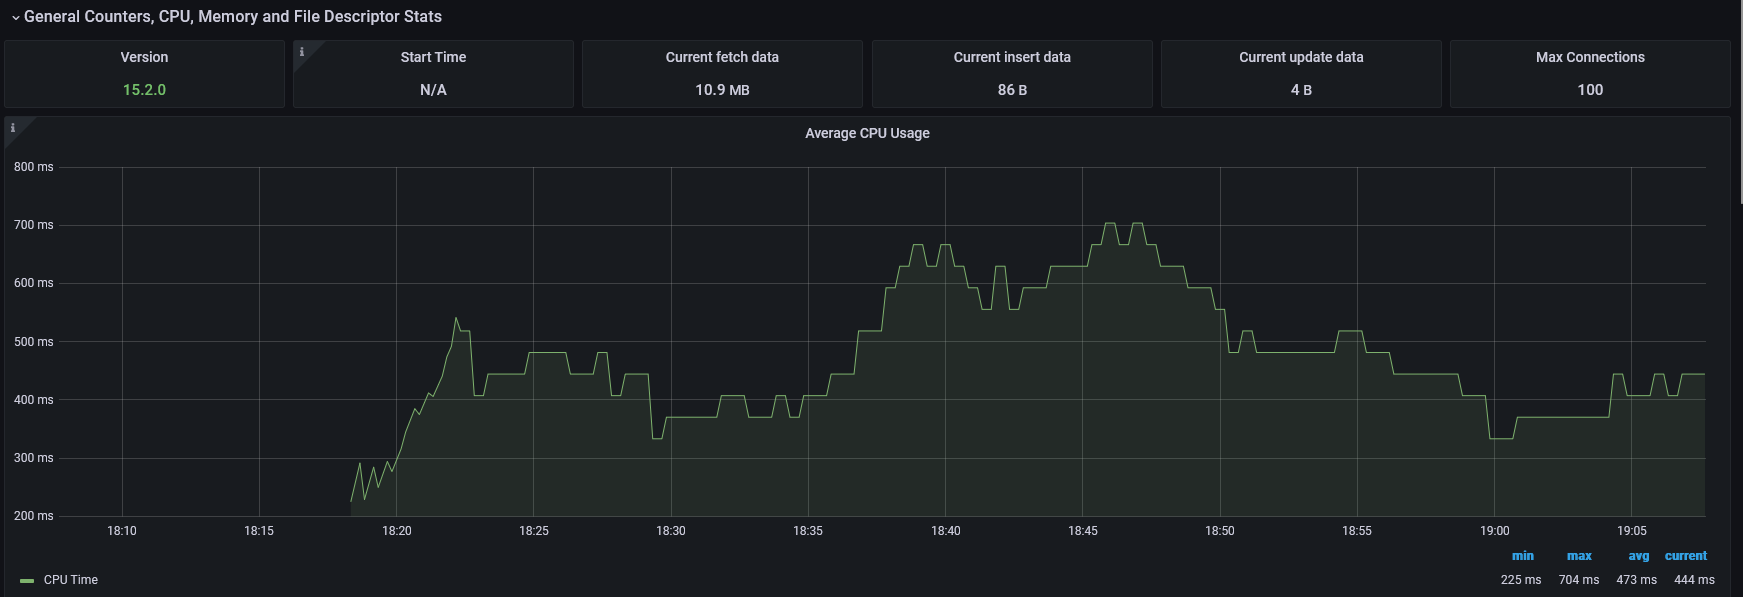 General Counters, CPU, Memory and File Descriptor Stats
Version
15.2.0
i
Start Time
N/A
Current fetch data
10.9 MB
Current insert data
86 B
Current update data
4 B
Max Connections
100
i
Average CPU Usage
800 ms
700 ms
600 ms
500 ms
400 ms
300 ms
200 ms
18:10 18:15 18:20 18:25 18:30 18:35 18:40 18:45 18:50 18:55 19:00 19:05
min max avg current
CPU Time 225 ms 704 ms 473 ms 444 ms